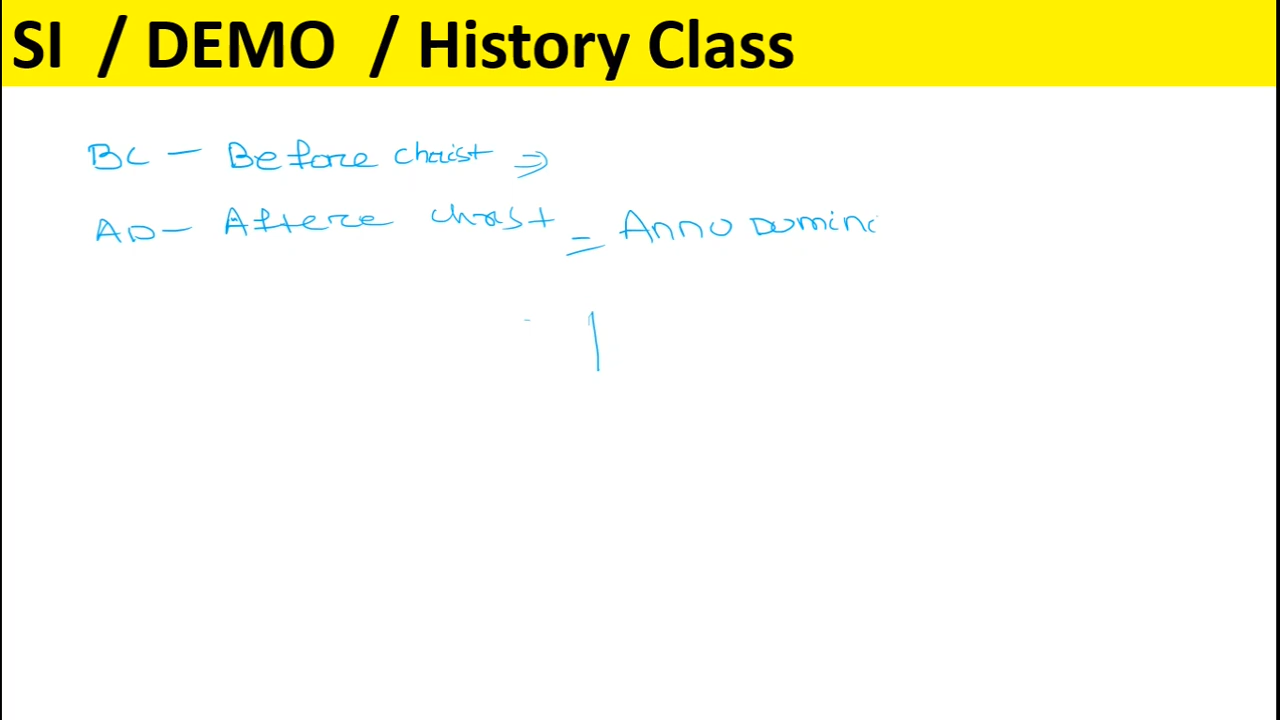 SI / DEMO / History Class
BC - Before christ ⇒
AD - Aftere christ = Anno Domini